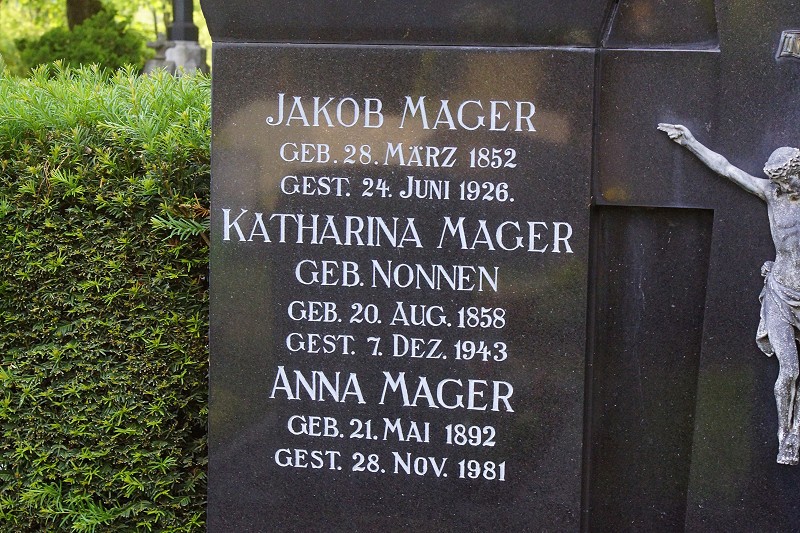 JAKOB MAGER
GEB. 28. MÄRZ 1852
GEST. 24. JUNI 1926.
KATHARINA MAGER
GEB. NONNEN
GEB. 20. AUG. 1858
GEST. 7. DEZ. 1943
ANNA MAGER
GEB. 21. MAI 1892
GEST. 28. NOV. 1981